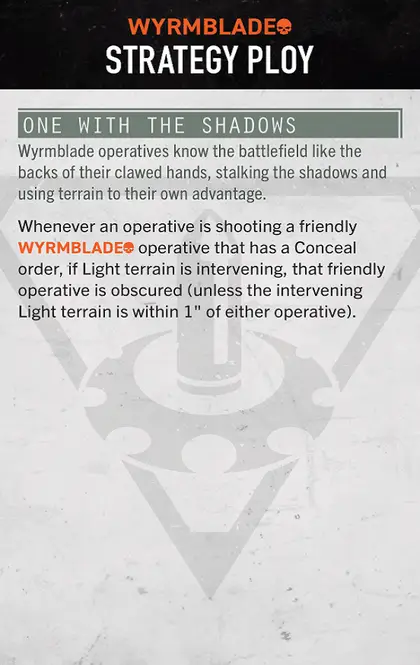 WYRMBLADE
STRATEGY PLOY
ONE WITH THE SHADOWS
Wyrmblade operatives know the battlefield like the
backs of their clawed hands, stalking the shadows and
using terrain to their own advantage.
Whenever an operative is shooting a friendly
WYRMBLADE operative that has a Conceal
order, if Light terrain is intervening, that friendly
operative is obscured (unless the intervening
Light terrain is within 1" of either operative).